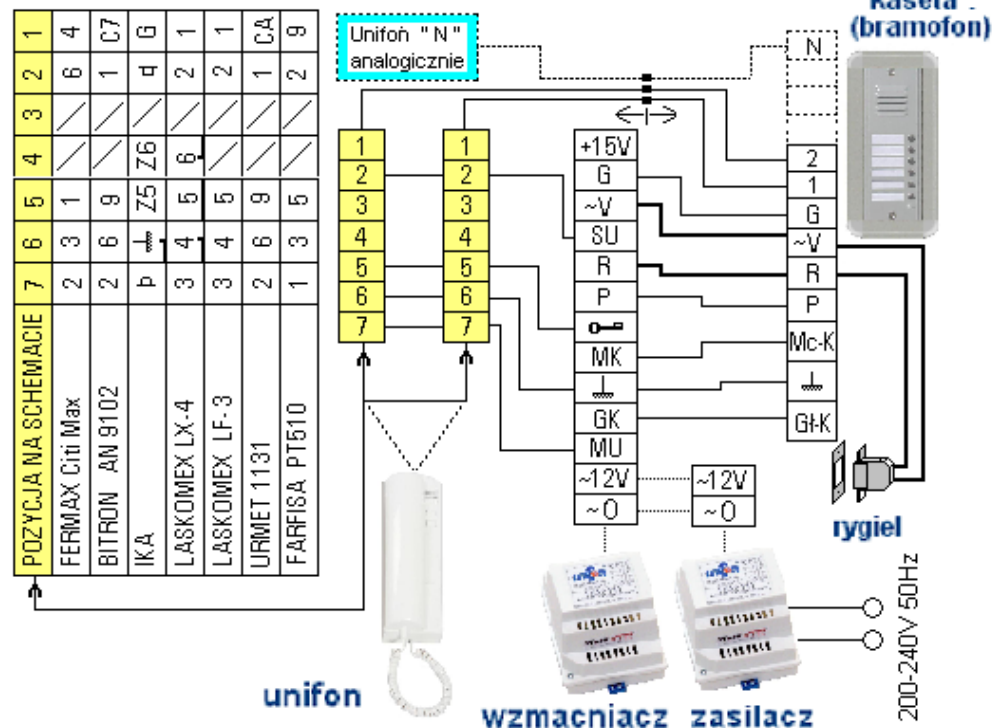 POZYCJA NA SCHEMACIE 7 6 5 4 3 2 1
FERMAX Citi Max 2 3 1 / / 6 4
BITRON AN 9102 2 6 9 / / 1 C7
IKA Z5 Z6 / G
LASKOMEX LX-4 3 4 5 6 / 2 1
LASKOMEX LF-3 3 4 5 / / 2 1
URMET 1131 2 6 9 / / 1 CA
FARFISA PT510 1 3 5 / / 2 9
Unifon "N"
analogicznie
1
2
3
4
5
6
7
1
2
3
4
5
6
7
+15V
G
~V
SU
R
P
MK
GK
MU
~12V
~0
~12V
~0
kaseta .
(bramofon)
N
2
1
G
~V
R
P
Mc-K
Gł-K
rygiel
200-240V 50Hz
unifon
wzmacniacz
zasilacz